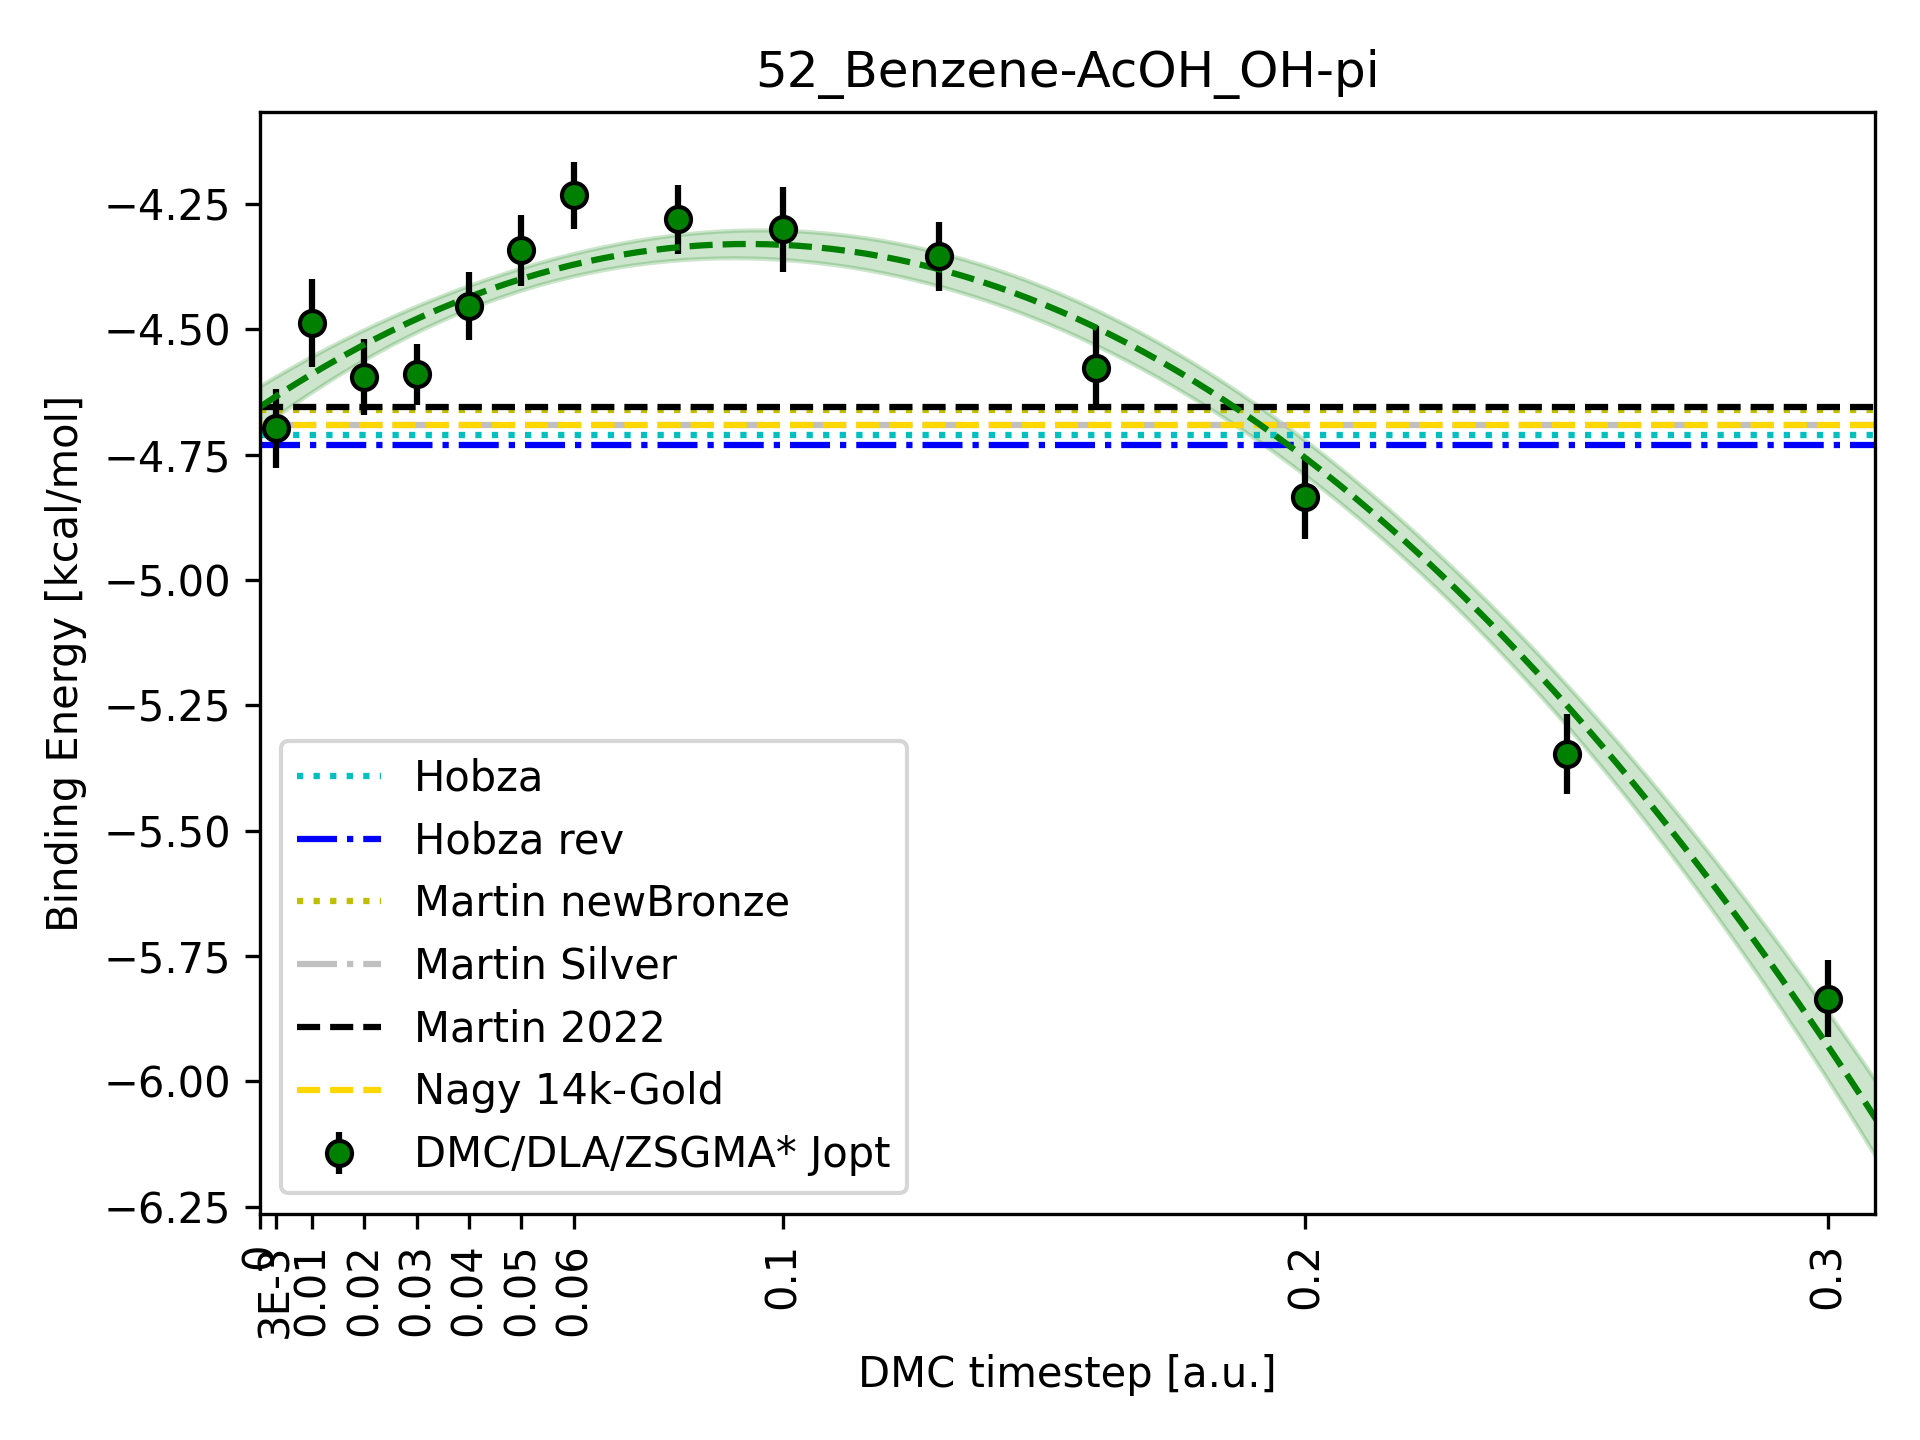 52_Benzene-AcOH_OH-pi
Binding Energy [kcal/mol]
−4.25
−4.50
−4.75
−5.00
−5.25
−5.50
−5.75
−6.00
−6.25
Hobza
Hobza rev
Martin newBronze
Martin Silver
Martin 2022
Nagy 14k-Gold
DMC/DLA/ZSGMA* Jopt
0
3E-3
0.01
0.02
0.03
0.04
0.05
0.06
0.1
0.2
0.3
DMC timestep [a.u.]